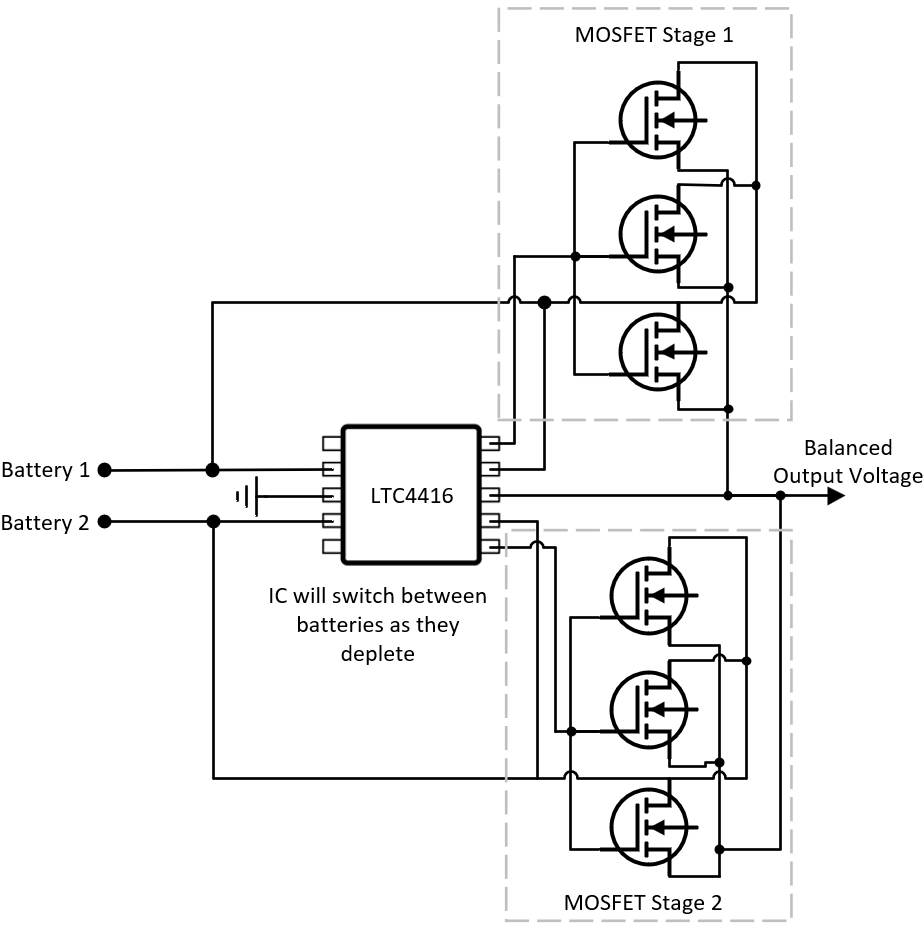 MOSFET Stage 1
Battery 1
Battery 2
LTC4416
Balanced
Output Voltage
IC will switch between
batteries as they
deplete
MOSFET Stage 2